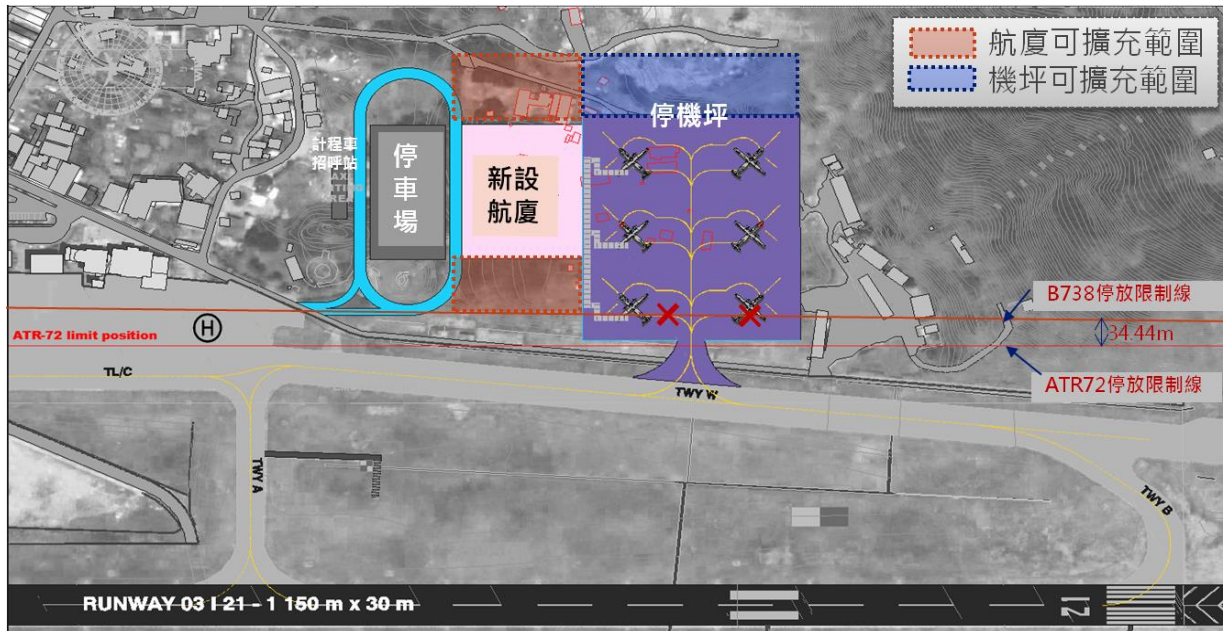 航廈可擴充範圍
機坪可擴充範圍
停機坪
計程車
招呼站
停
車
場
新設
航廈
B738停放限制線
34.44m
ATR-72 limit position
H
ATR72停放限制線
TL/C
TWY W
TWY A
TWY B
RUNWAY 03 I 21 - 1 150 m x 30 m
21